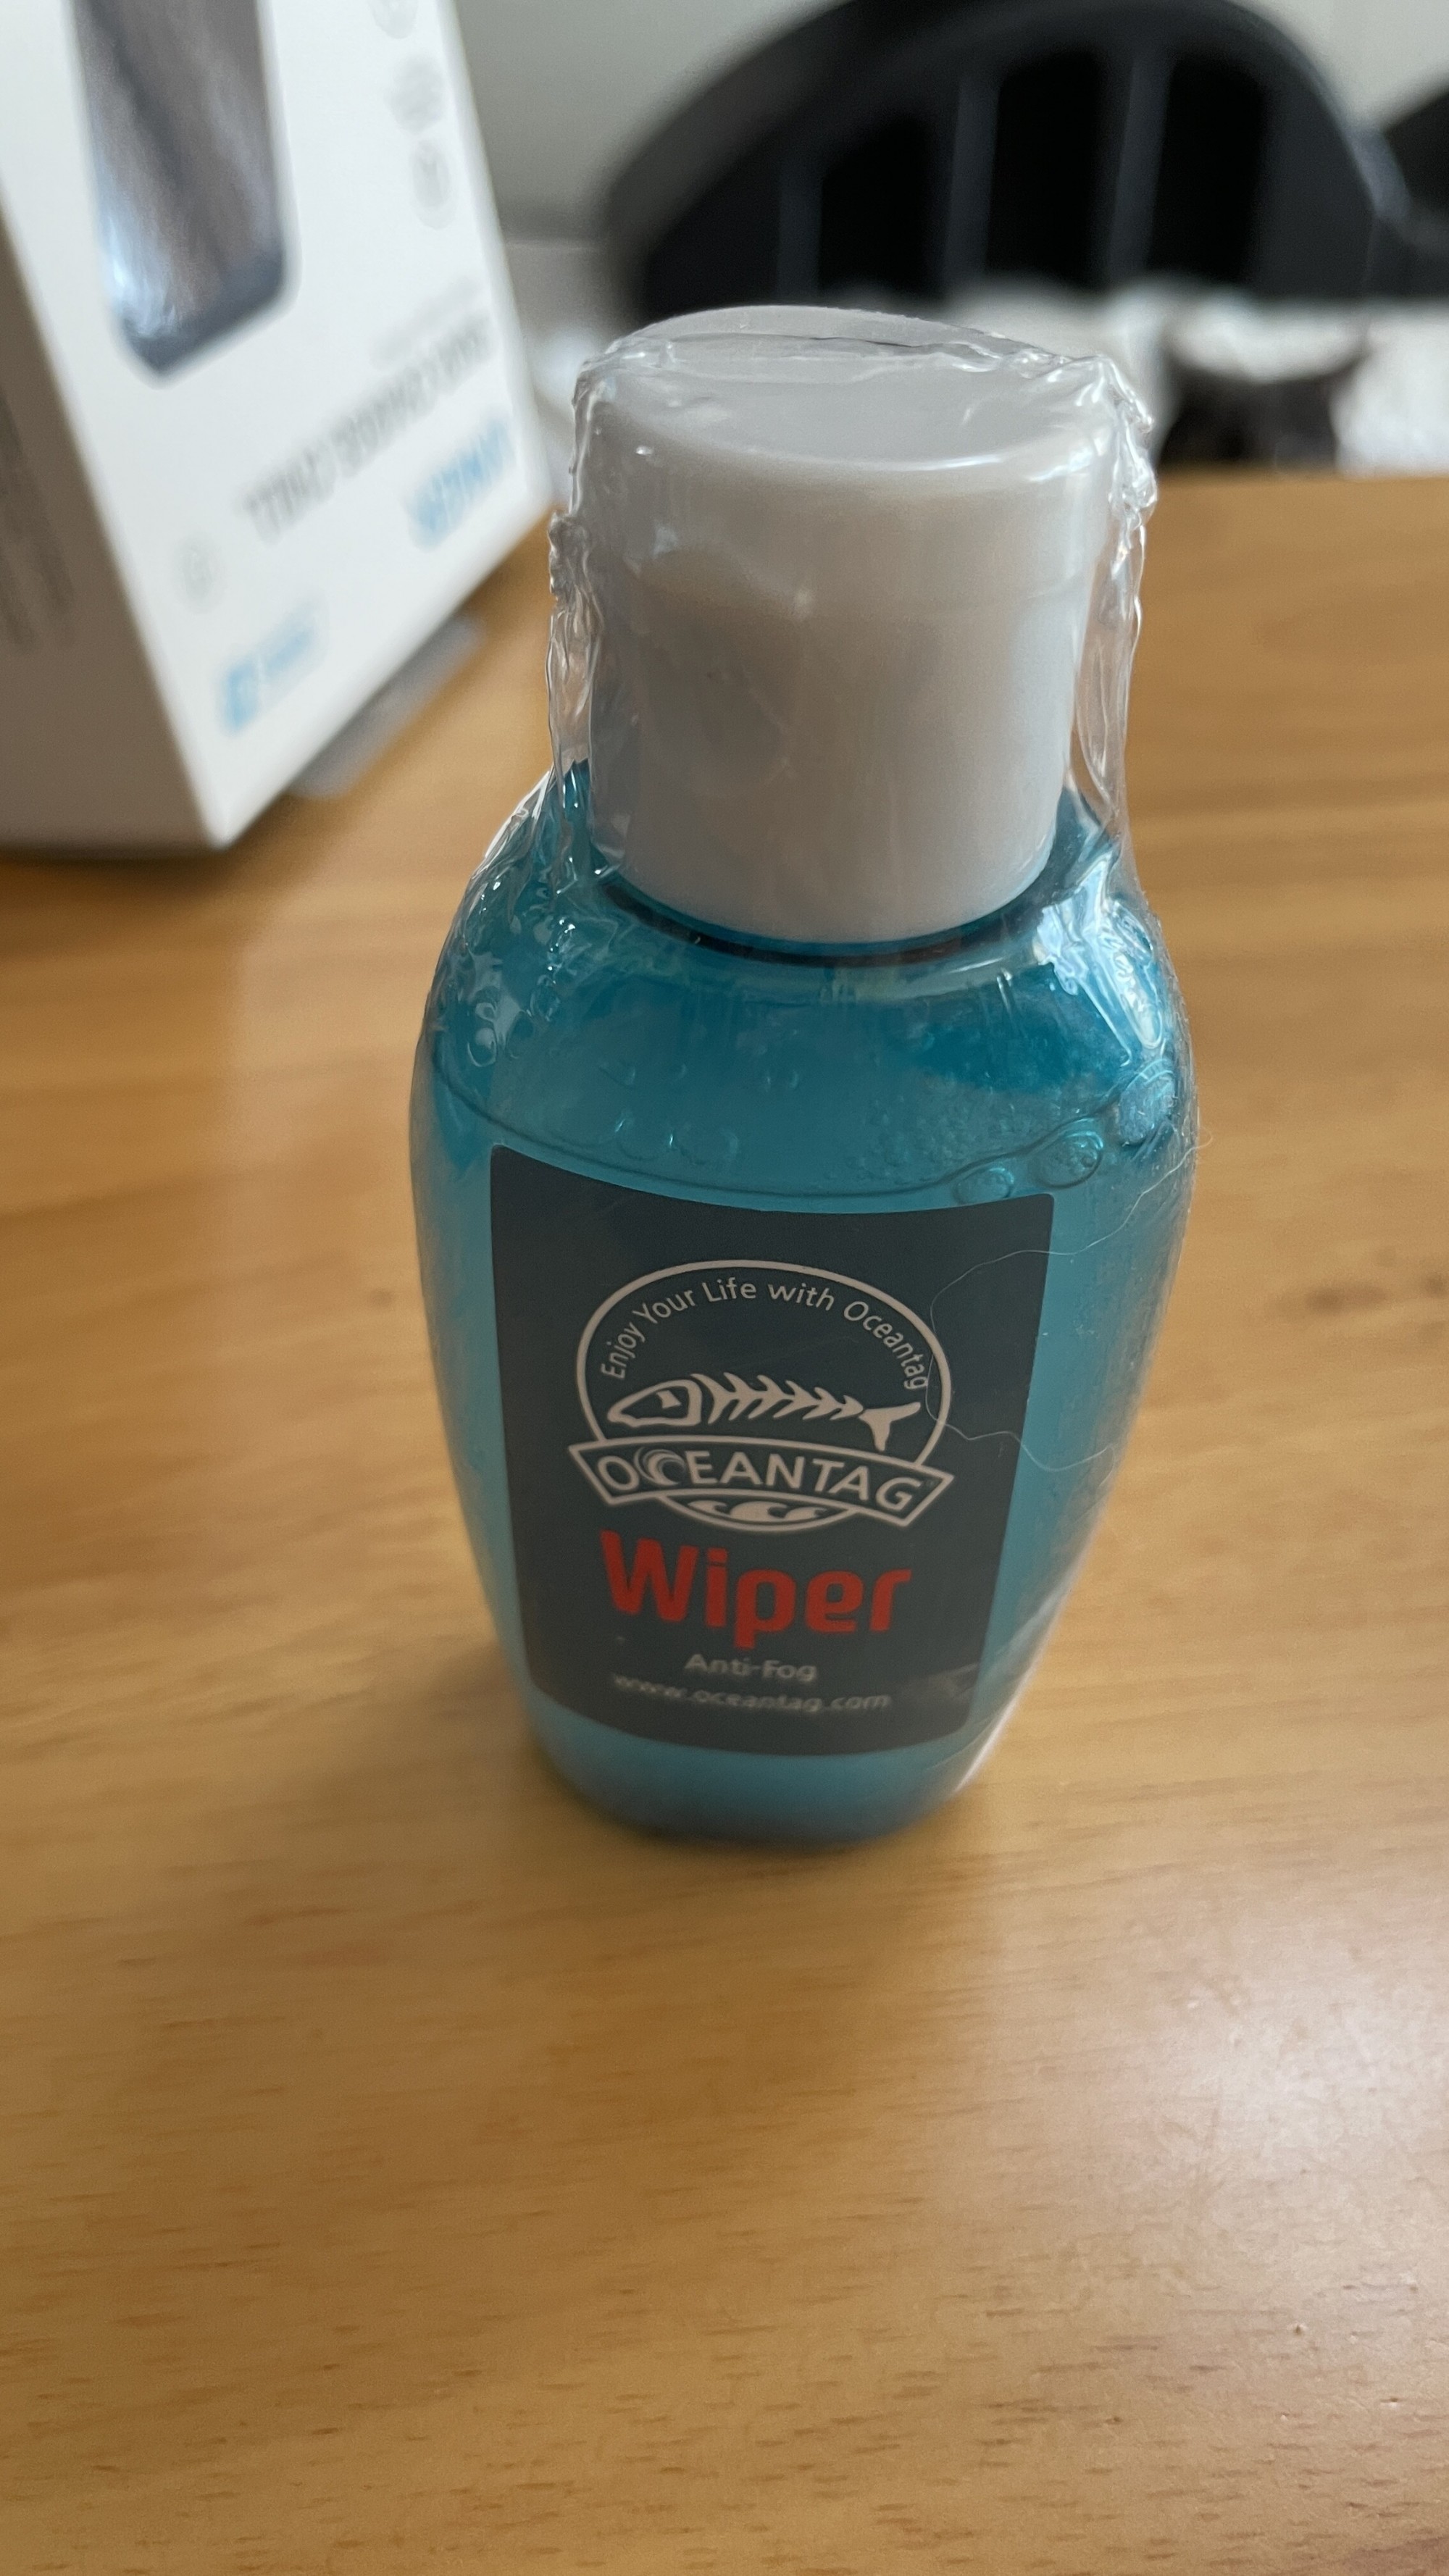 Enjoy Your Life with Oceantag
OCEANTAG
Wiper
Anti-Fog
www.oceantag.com